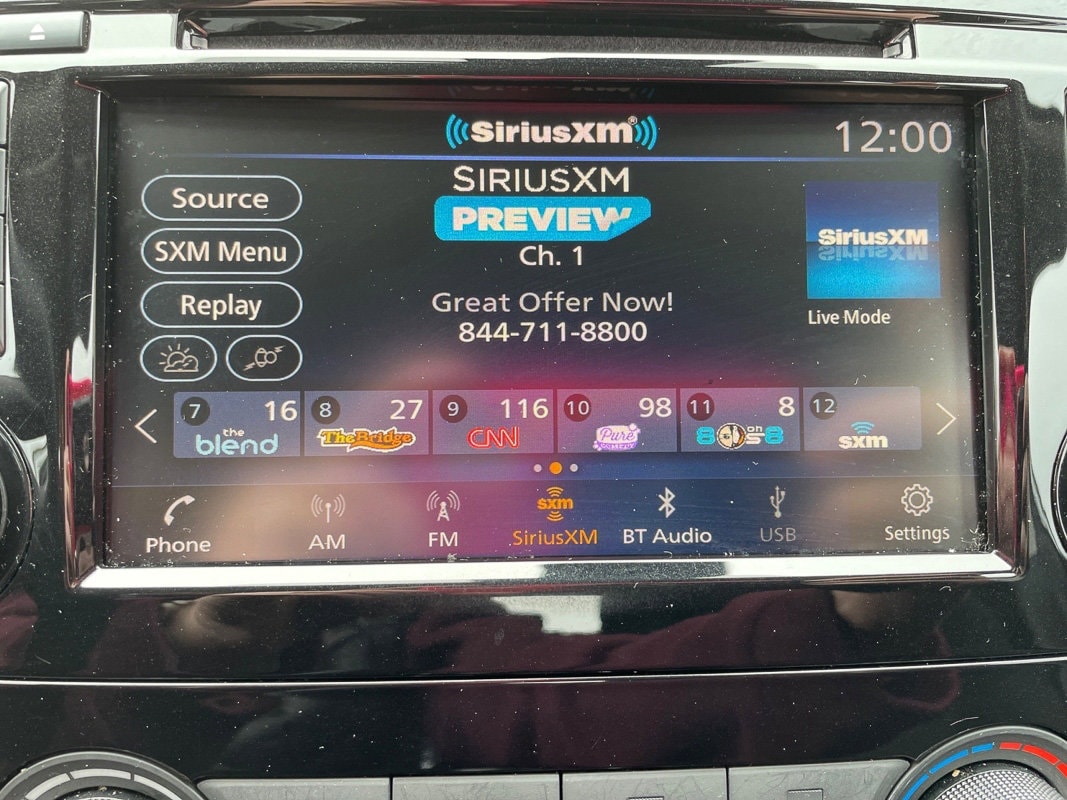 SiriusXM®
12:00
Source
SXM Menu
Replay
SIRIUSXM
PREVIEW
Ch. 1
Great Offer Now!
844-711-8800
SiriusXM
Live Mode
7 16
the
blend
8 27
The Bridge
9 116
CNN
10 98
Pure
11 8
80s on 8
12
sxm
Phone
AM
FM
sxm
SiriusXM
BT Audio
USB
Settings